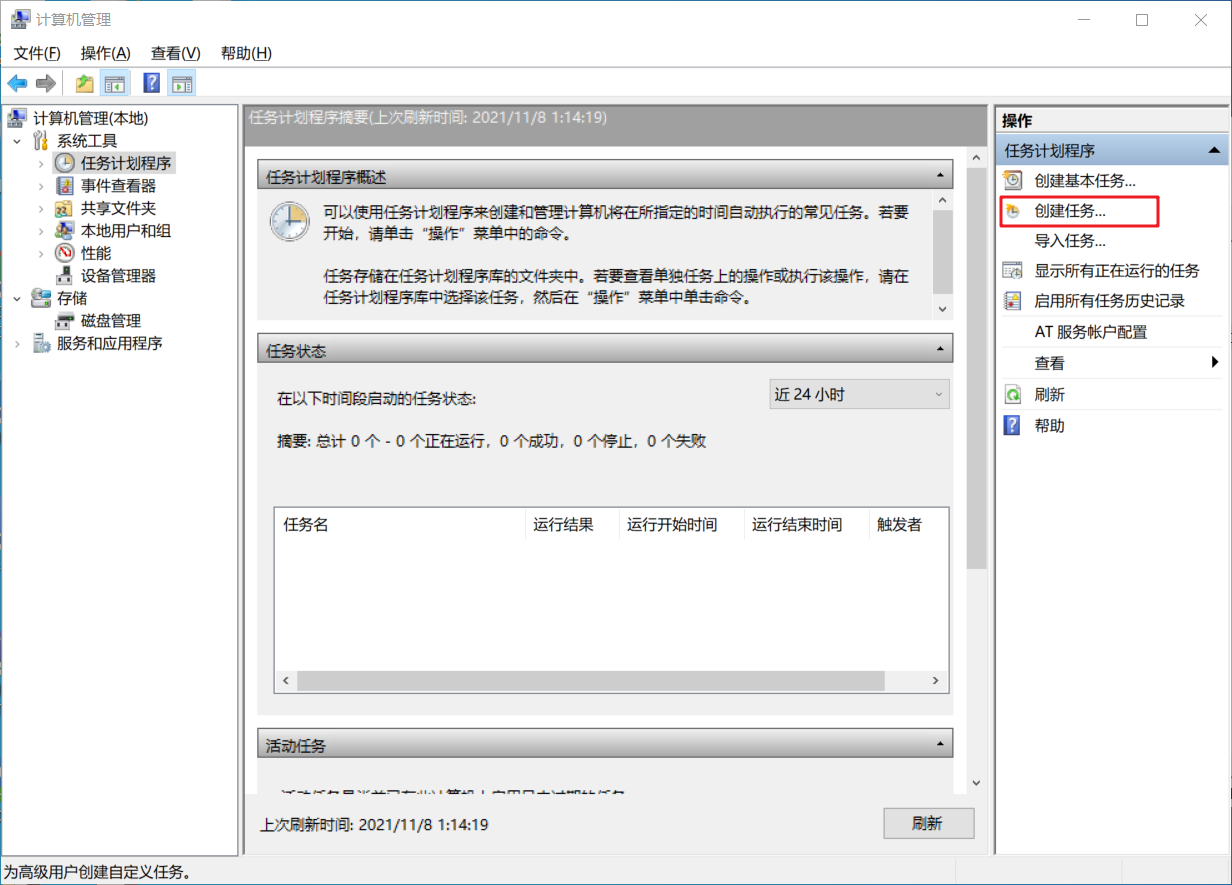 计算机管理
文件(F) 操作(A) 查看(V) 帮助(H)
计算机管理(本地)
系统工具
任务计划程序
事件查看器
共享文件夹
本地用户和组
性能
设备管理器
存储
磁盘管理
服务和应用程序
任务计划程序摘要(上次刷新时间: 2021/11/8 1:14:19)
任务计划程序概述
可以使用任务计划程序来创建和管理计算机将在所指定的时间自动执行的常见任务。若要
开始，请单击“操作”菜单中的命令。
任务存储在任务计划程序库的文件夹中。若要查看单独任务上的操作或执行该操作，请在
任务计划程序库中选择该任务，然后在“操作”菜单中单击命令。
任务状态
在以下时间段启动的任务状态:
近 24 小时
摘要: 总计 0 个 - 0 个正在运行，0 个成功，0 个停止，0 个失败
任务名 运行结果 运行开始时间 运行结束时间 触发者
活动任务
上次刷新时间: 2021/11/8 1:14:19
刷新
操作
任务计划程序
创建基本任务...
创建任务...
导入任务...
显示所有正在运行的任务
启用所有任务历史记录
AT 服务帐户配置
查看
刷新
帮助
为高级用户创建自定义任务。